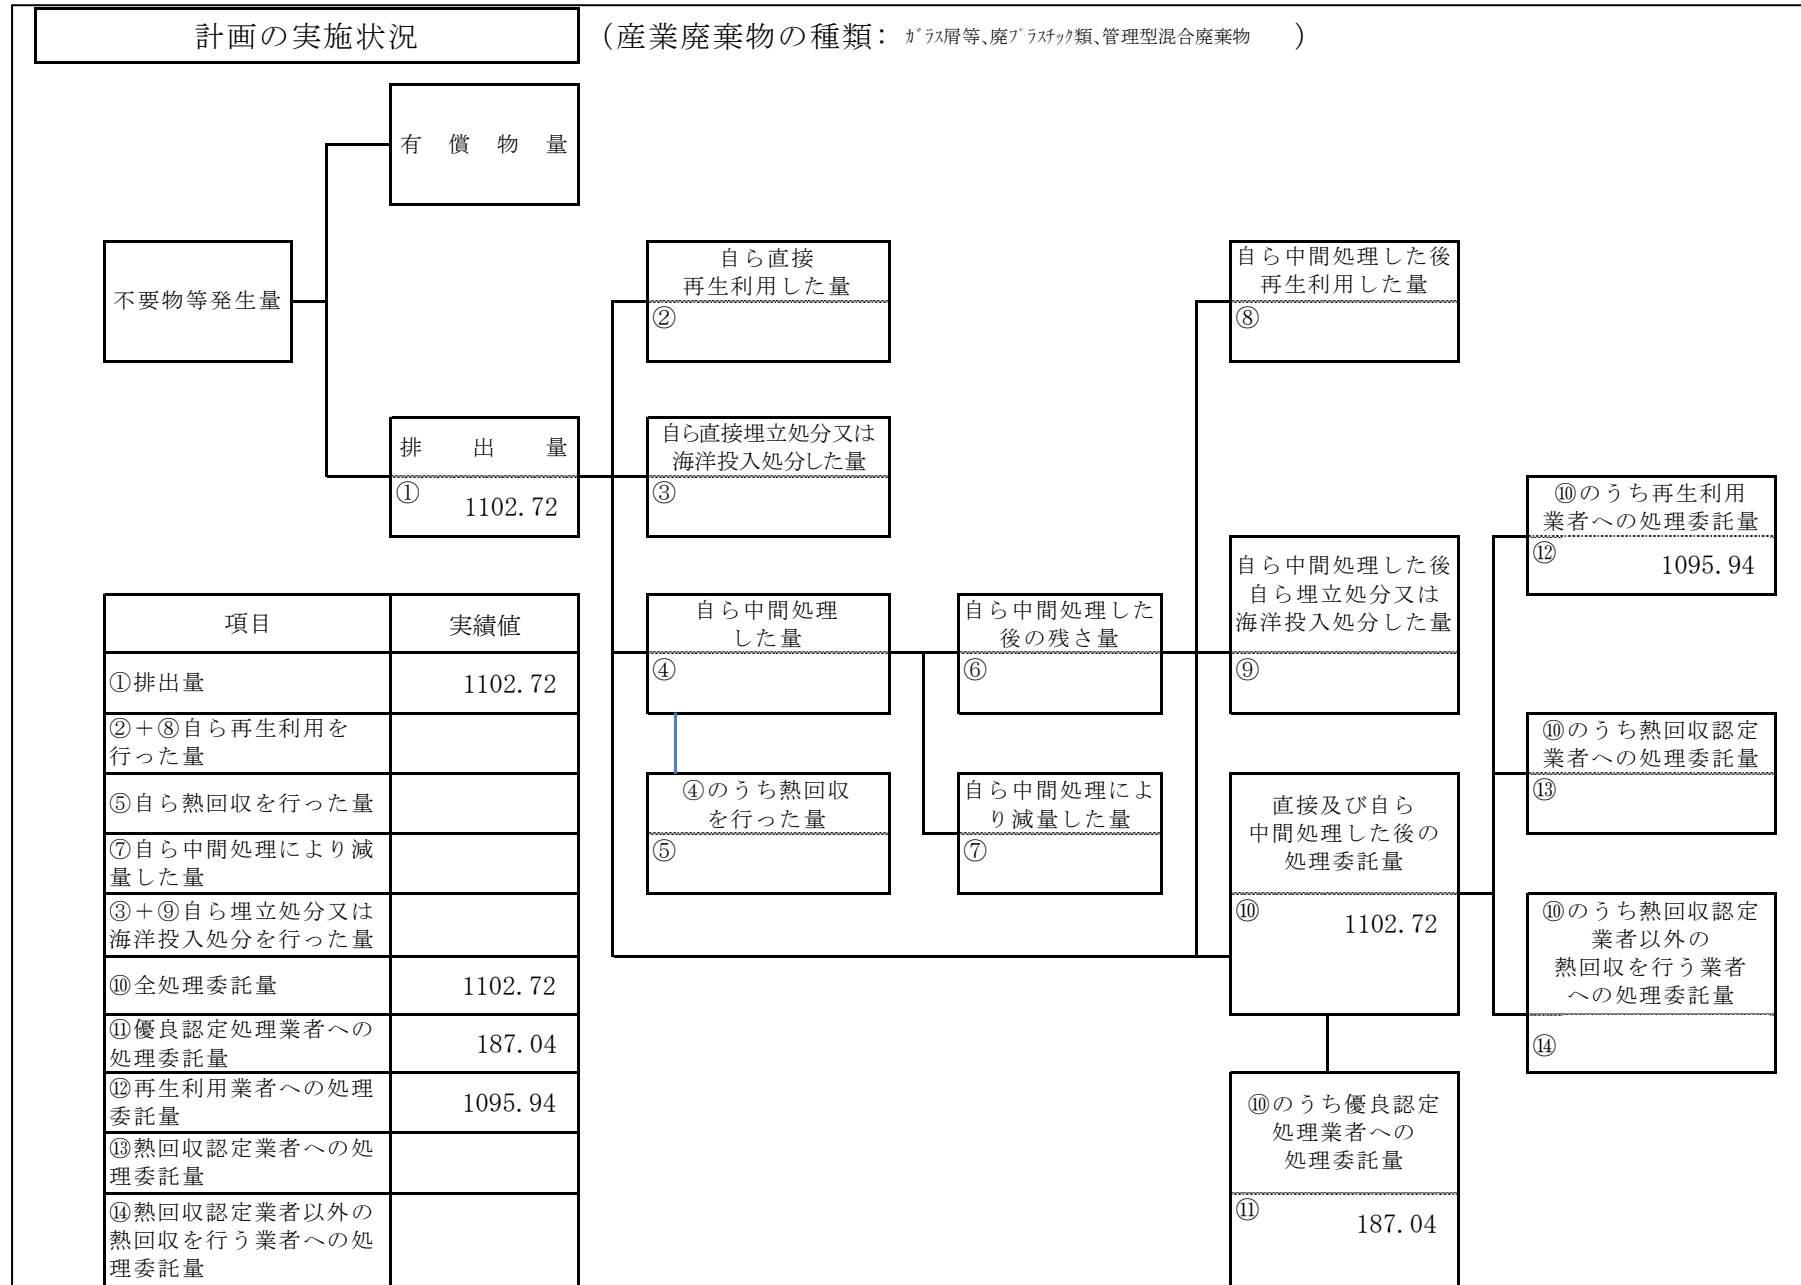 計画の実施状況
(産業廃棄物の種類: ｶﾞﾗｽ屑等､廃ﾌﾟﾗｽﾁｯｸ類､管理型混合廃棄物 )
有償物量
不要物等発生量
自ら直接
再生利用した量
②
自ら中間処理した後
再生利用した量
⑧
排出量
① 1102.72
自ら直接埋立処分又は
海洋投入処分した量
③
⑩のうち再生利用
業者への処理委託量
⑫ 1095.94
自ら中間処理した後
自ら埋立処分又は
海洋投入処分した量
⑨
自ら中間処理
した量
④
自ら中間処理した
後の残さ量
⑥
⑩のうち熱回収認定
業者への処理委託量
⑬
④のうち熱回収
を行った量
⑤
自ら中間処理によ
り減量した量
⑦
直接及び自ら
中間処理した後の
処理委託量
⑩ 1102.72
⑩のうち熱回収認定
業者以外の
熱回収を行う業者
への処理委託量
⑭
⑩のうち優良認定
処理業者への
処理委託量
⑪ 187.04
項目 実績値
①排出量 1102.72
②＋⑧自ら再生利用を
行った量
⑤自ら熱回収を行った量
⑦自ら中間処理により減
量した量
③＋⑨自ら埋立処分又は
海洋投入処分を行った量
⑩全処理委託量 1102.72
⑪優良認定処理業者への
処理委託量 187.04
⑫再生利用業者への処理
委託量 1095.94
⑬熱回収認定業者への処
理委託量
⑭熱回収認定業者以外の
熱回収を行う業者への処
理委託量